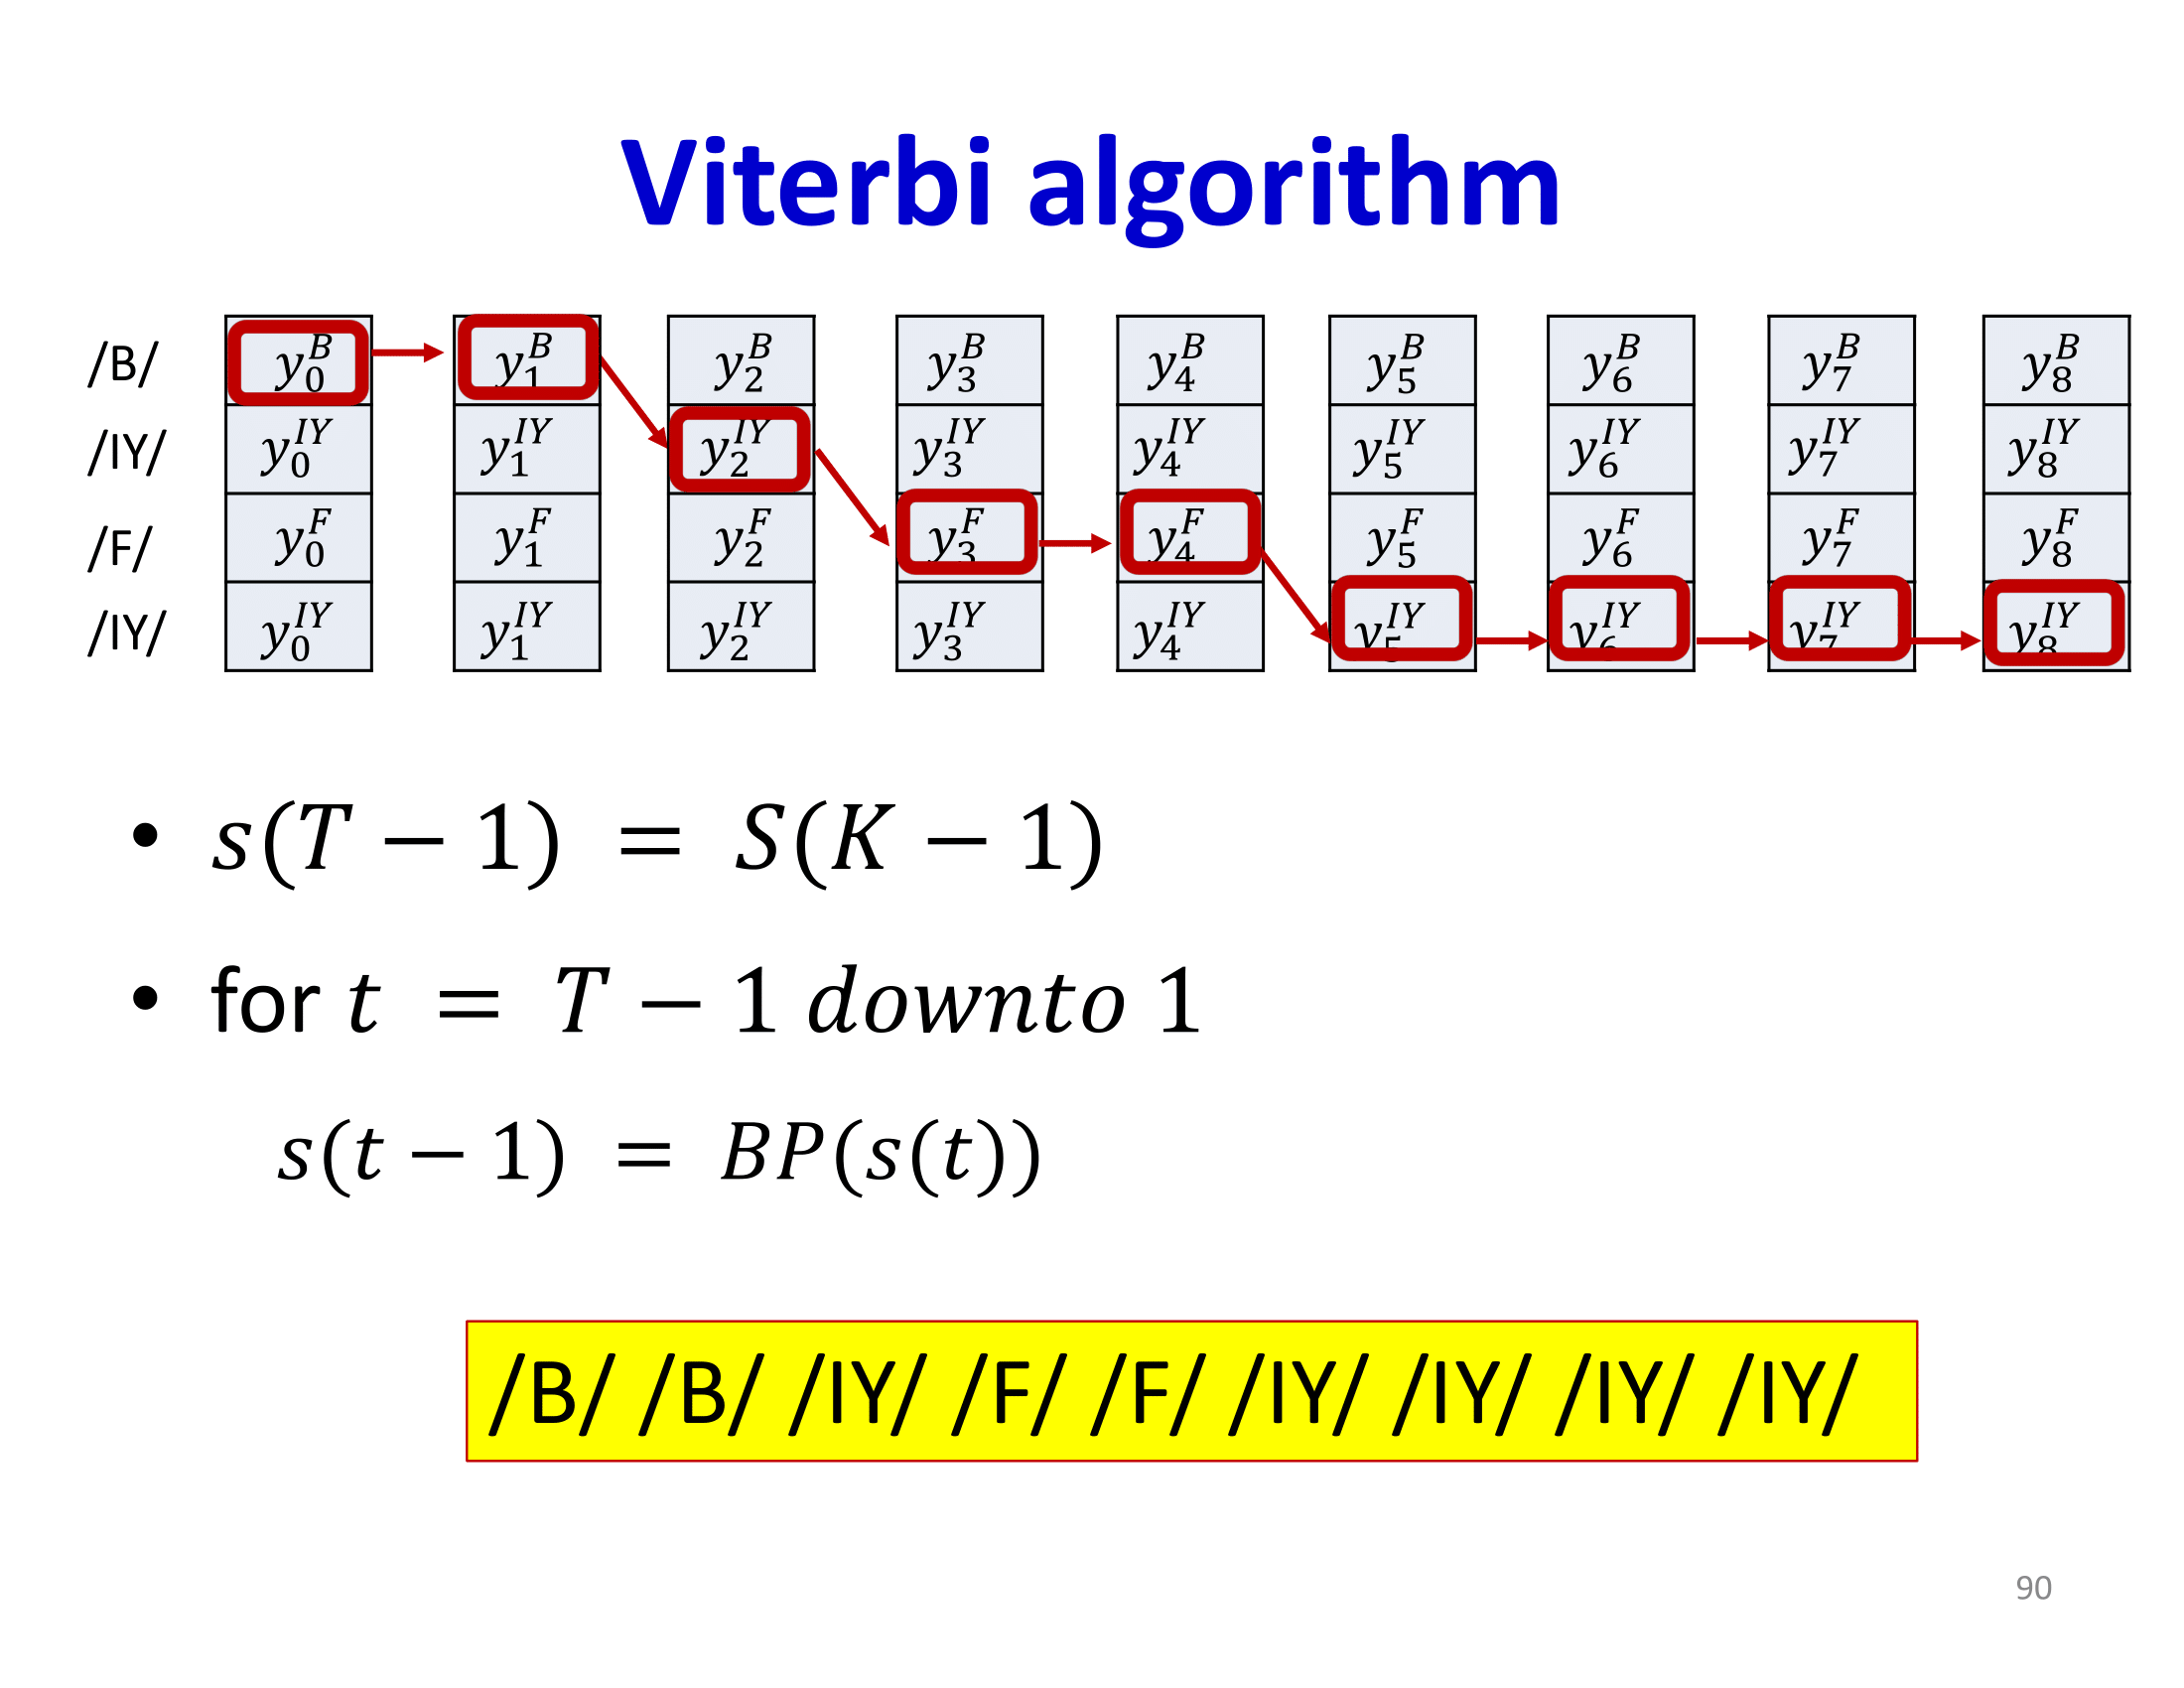 Viterbi algorithm
/B/ y_0^B y_1^B y_2^B y_3^B y_4^B y_5^B y_6^B y_7^B y_8^B
/IY/ y_0^{IY} y_1^{IY} y_2^{IY} y_3^{IY} y_4^{IY} y_5^{IY} y_6^{IY} y_7^{IY} y_8^{IY}
/F/ y_0^F y_1^F y_2^F y_3^F y_4^F y_5^F y_6^F y_7^F y_8^F
/IY/ y_0^{IY} y_1^{IY} y_2^{IY} y_3^{IY} y_4^{IY} y_5^{IY} y_6^{IY} y_7^{IY} y_8^{IY}
• s(T − 1) = S(K − 1)
• for t = T − 1 downto 1
s(t − 1) = BP(s(t))
/B/ /B/ /IY/ /F/ /F/ /IY/ /IY/ /IY/ /IY/
90